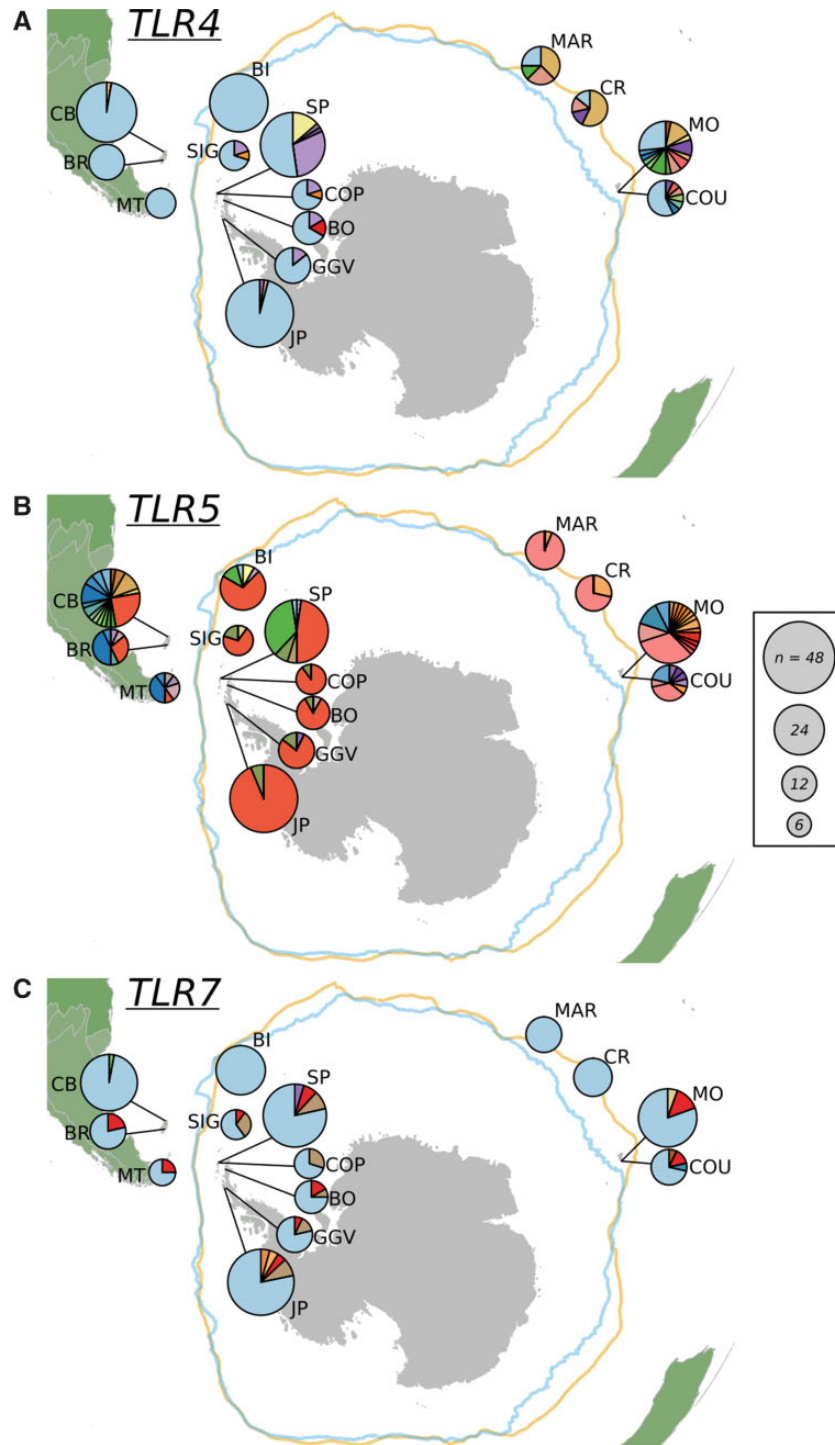 A
TLR4
BI
MAR
CR
CB
SP
MO
BR
SIG
MT
COP
COU
BO
GGV
JP
B
TLR5
MAR
BI
CR
CB
SP
MO
BR
SIG
n = 48
COP
COU
MT
BO
24
GGV
12
JP
6
C
TLR7
MAR
BI
CR
SP
CB
MO
SIG
BR
COP
COU
MT
BO
GGV
JP